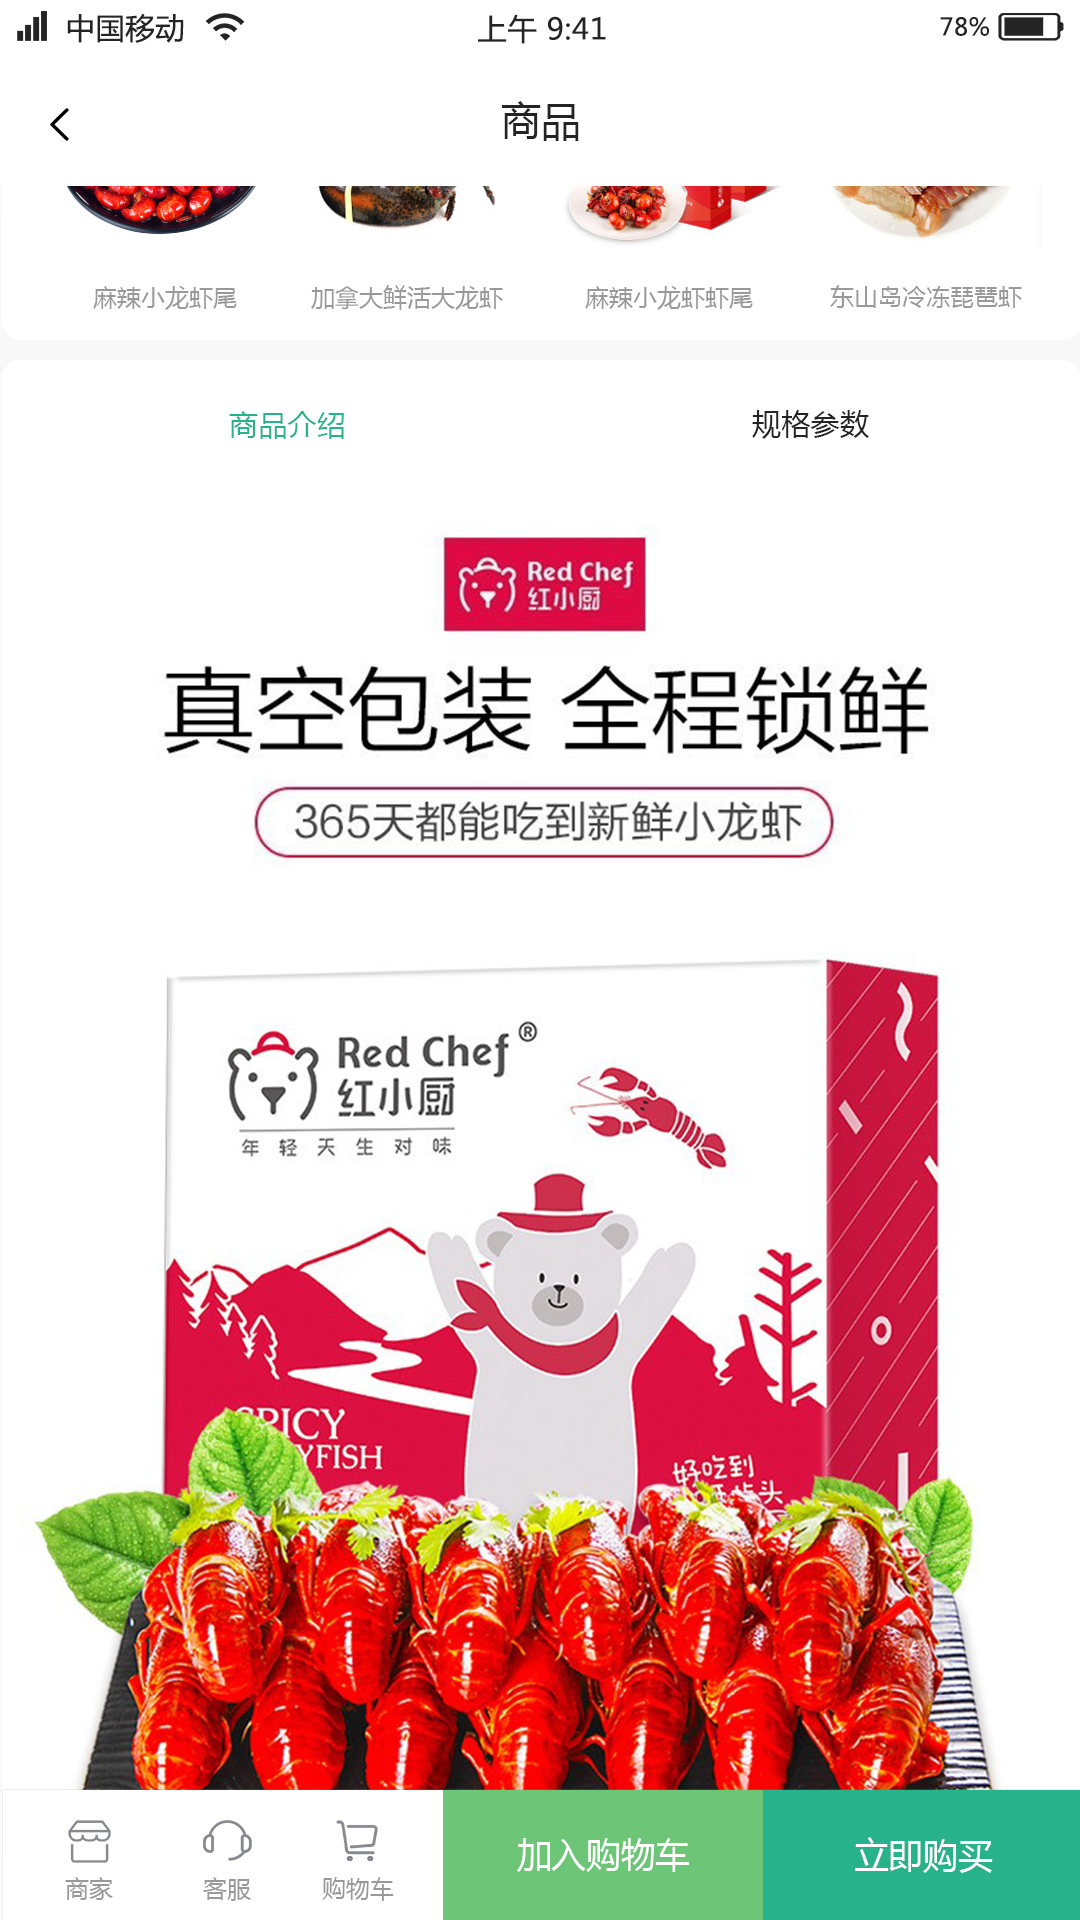 中国移动 上午 9:41 78%
商品
麻辣小龙虾尾 加拿大鲜活大龙虾 麻辣小龙虾虾尾 东山岛冷冻琵琶虾
商品介绍 规格参数
Red Chef
红小厨
真空包装 全程锁鲜
365天都能吃到新鲜小龙虾
Red Chef ®
红小厨
年轻天生对味
SPICY
YFISH
好吃到
头
商家 客服 购物车 加入购物车 立即购买